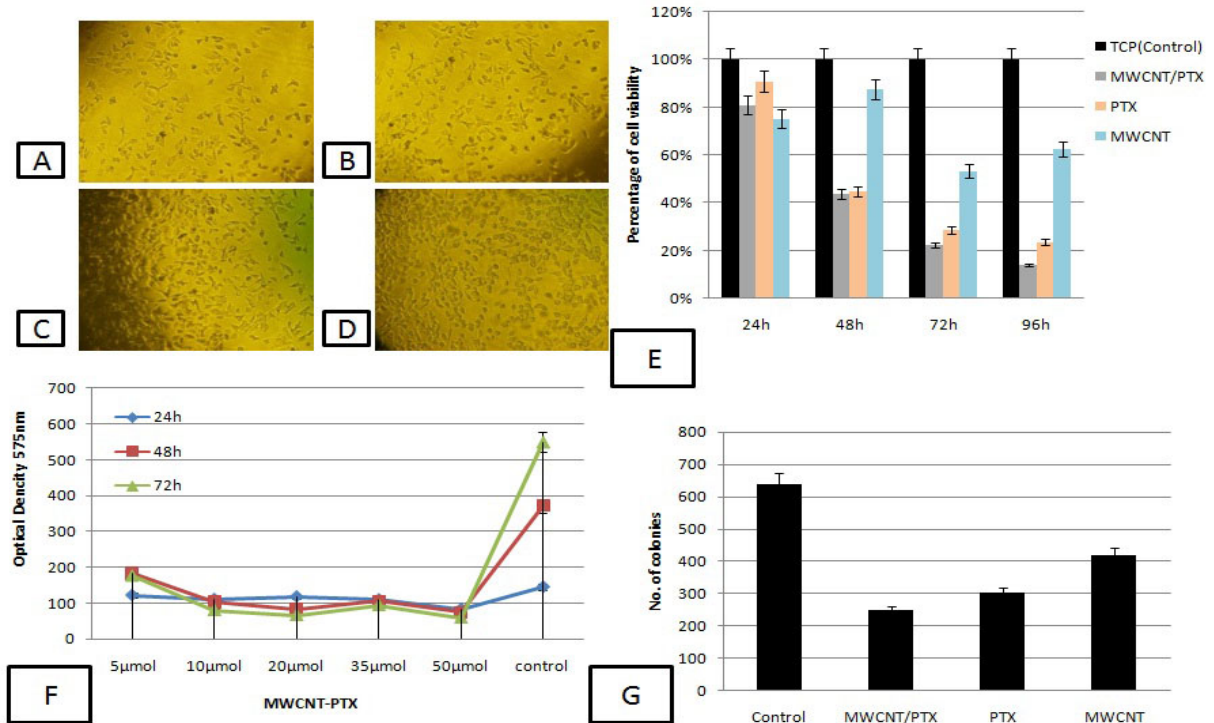 A
B
C
D
120%
100%
80%
60%
40%
20%
0%
Percentage of cell viability
24h
48h
72h
96h
TCP(Control)
MWCNT/PTX
PTX
MWCNT
E
700
600
500
400
300
200
100
0
Optical Dencity 575nm
24h
48h
72h
5µmol
10µmol
20µmol
35µmol
50µmol
control
MWCNT-PTX
F
800
700
600
500
400
300
200
100
0
No. of colonies
Control
MWCNT/PTX
PTX
MWCNT
G